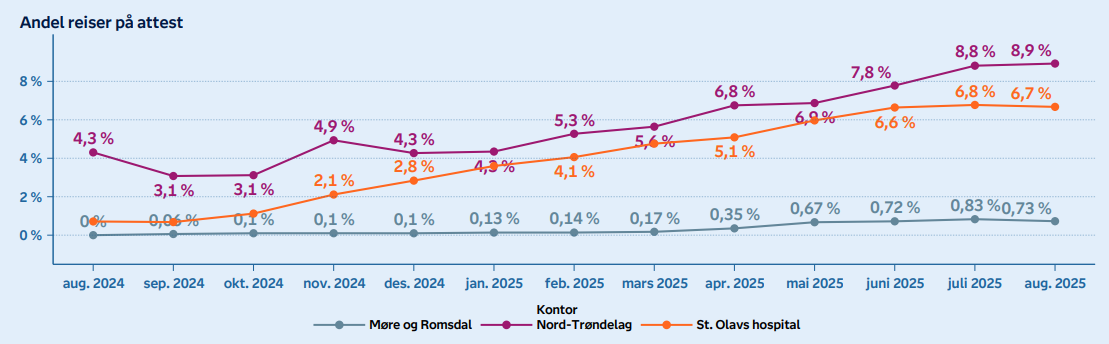 Andel reiser på attest
8,8 % 8,9 %
8 % 7,8 %
6,8 % 6,8 % 6,7 %
6 % 4,9 % 5,3 % 5,6 % 6,9 % 6,6 %
4,3 % 4,3 % 4,3 %
4 % 2,8 % 4,1 % 5,1 %
3,1 % 3,1 % 2,1 %
2 %
0 % 0,06 % 0,1 % 0,1 % 0,1 % 0,13 % 0,14 % 0,17 % 0,35 % 0,67 % 0,72 % 0,83 % 0,73 %
0 %
aug. 2024 sep. 2024 okt. 2024 nov. 2024 des. 2024 jan. 2025 feb. 2025 mars 2025 apr. 2025 mai 2025 juni 2025 juli 2025 aug. 2025
Kontor
Møre og Romsdal Nord-Trøndelag St. Olavs hospital